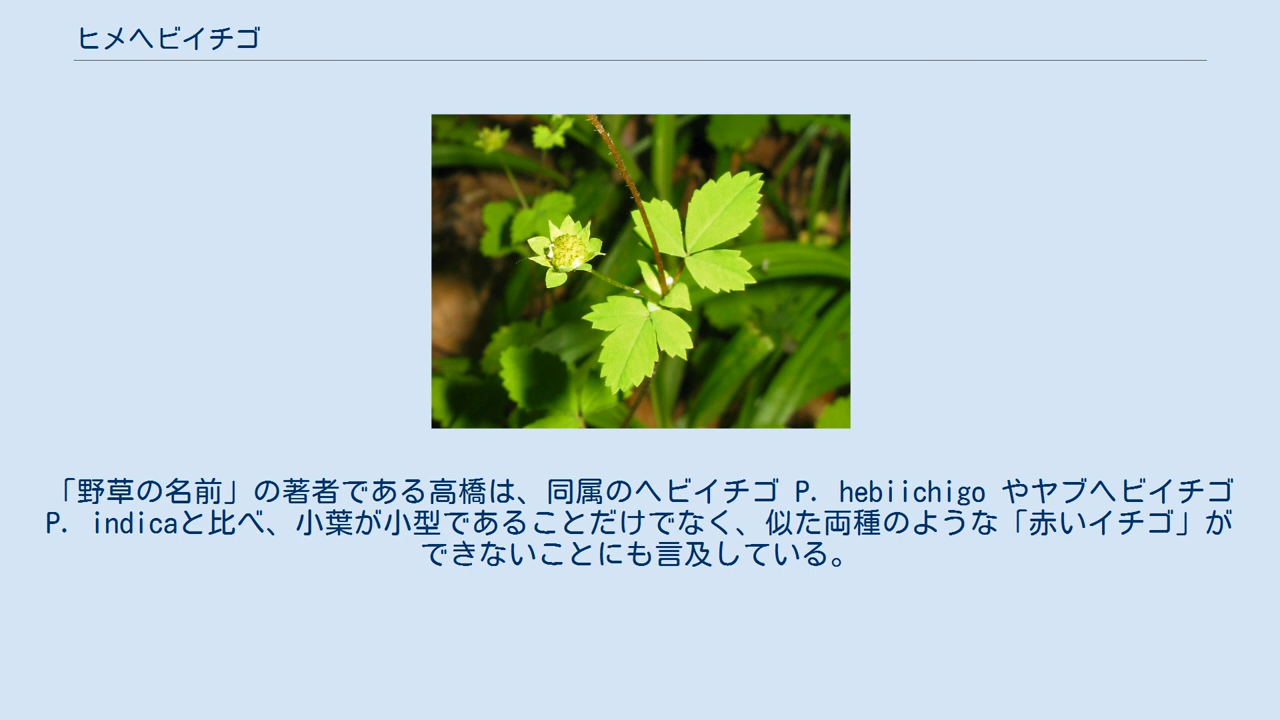 ヒメヘビイチゴ
「野草の名前」の著者である高橋は、同属のヘビイチゴ P. hebiichigo やヤブヘビイチゴ
P. indicaと比べ、小葉が小型であることだけでなく、似た両種のような「赤いイチゴ」が
できないことにも言及している。